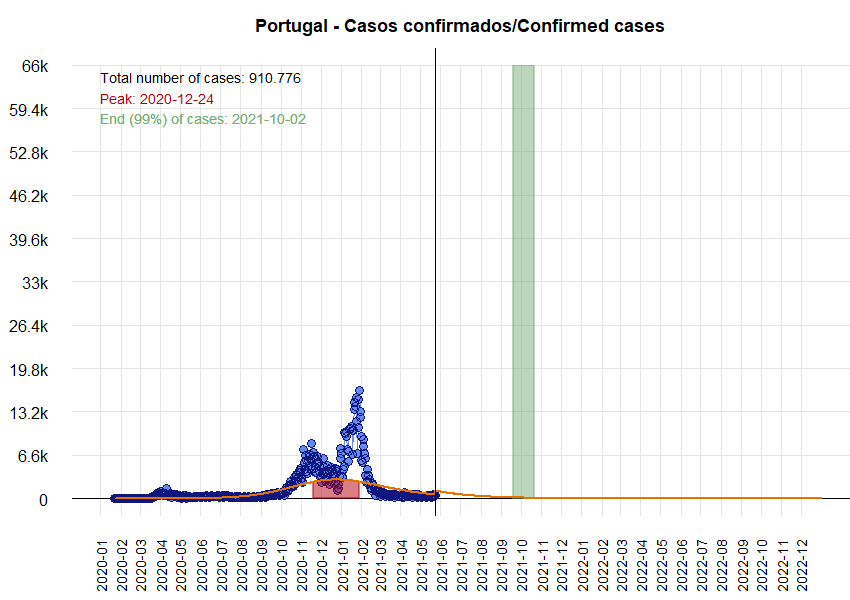 Portugal - Casos confirmados/Confirmed cases
66k
59.4k
52.8k
46.2k
39.6k
33k
26.4k
19.8k
13.2k
6.6k
0
Total number of cases: 910.776
Peak: 2020-12-24
End (99%) of cases: 2021-10-02
2020-01
2020-02
2020-03
2020-04
2020-05
2020-06
2020-07
2020-08
2020-09
2020-10
2020-11
2020-12
2021-01
2021-02
2021-03
2021-04
2021-05
2021-06
2021-07
2021-08
2021-09
2021-10
2021-11
2021-12
2022-01
2022-02
2022-03
2022-04
2022-05
2022-06
2022-07
2022-08
2022-09
2022-10
2022-11
2022-12